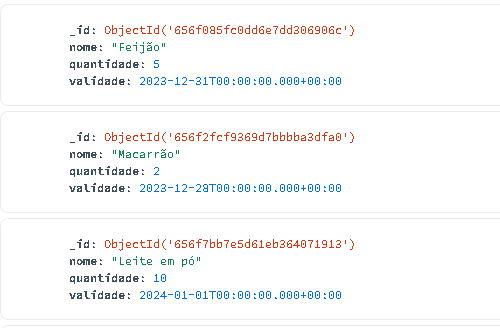 _id: ObjectId('656f085fc0dd6e7dd306906c')
nome: "Feijão"
quantidade: 5
validade: 2023-12-31T00:00:00.000+00:00
_id: ObjectId('656f2fcf9369d7bbbba3dfa0')
nome: "Macarrão"
quantidade: 2
validade: 2023-12-28T00:00:00.000+00:00
_id: ObjectId('656f7bb7e5d61eb364071913')
nome: "Leite em pó"
quantidade: 10
validade: 2024-01-01T00:00:00.000+00:00